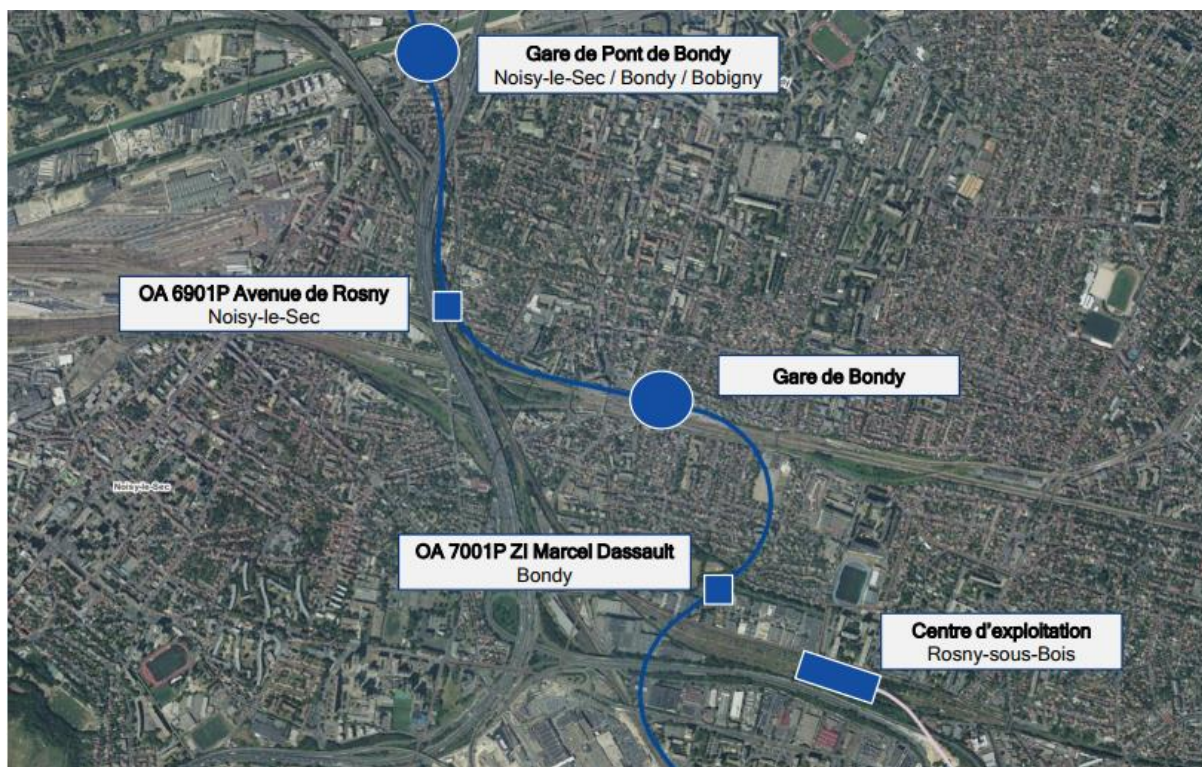 Gare de Pont de Bondy
Noisy-le-Sec / Bondy / Bobigny
OA 6901P Avenue de Rosny
Noisy-le-Sec
Gare de Bondy
Noisy-le-Sec
OA 7001P ZI Marcel Dassault
Bondy
Centre d'exploitation
Rosny-sous-Bois